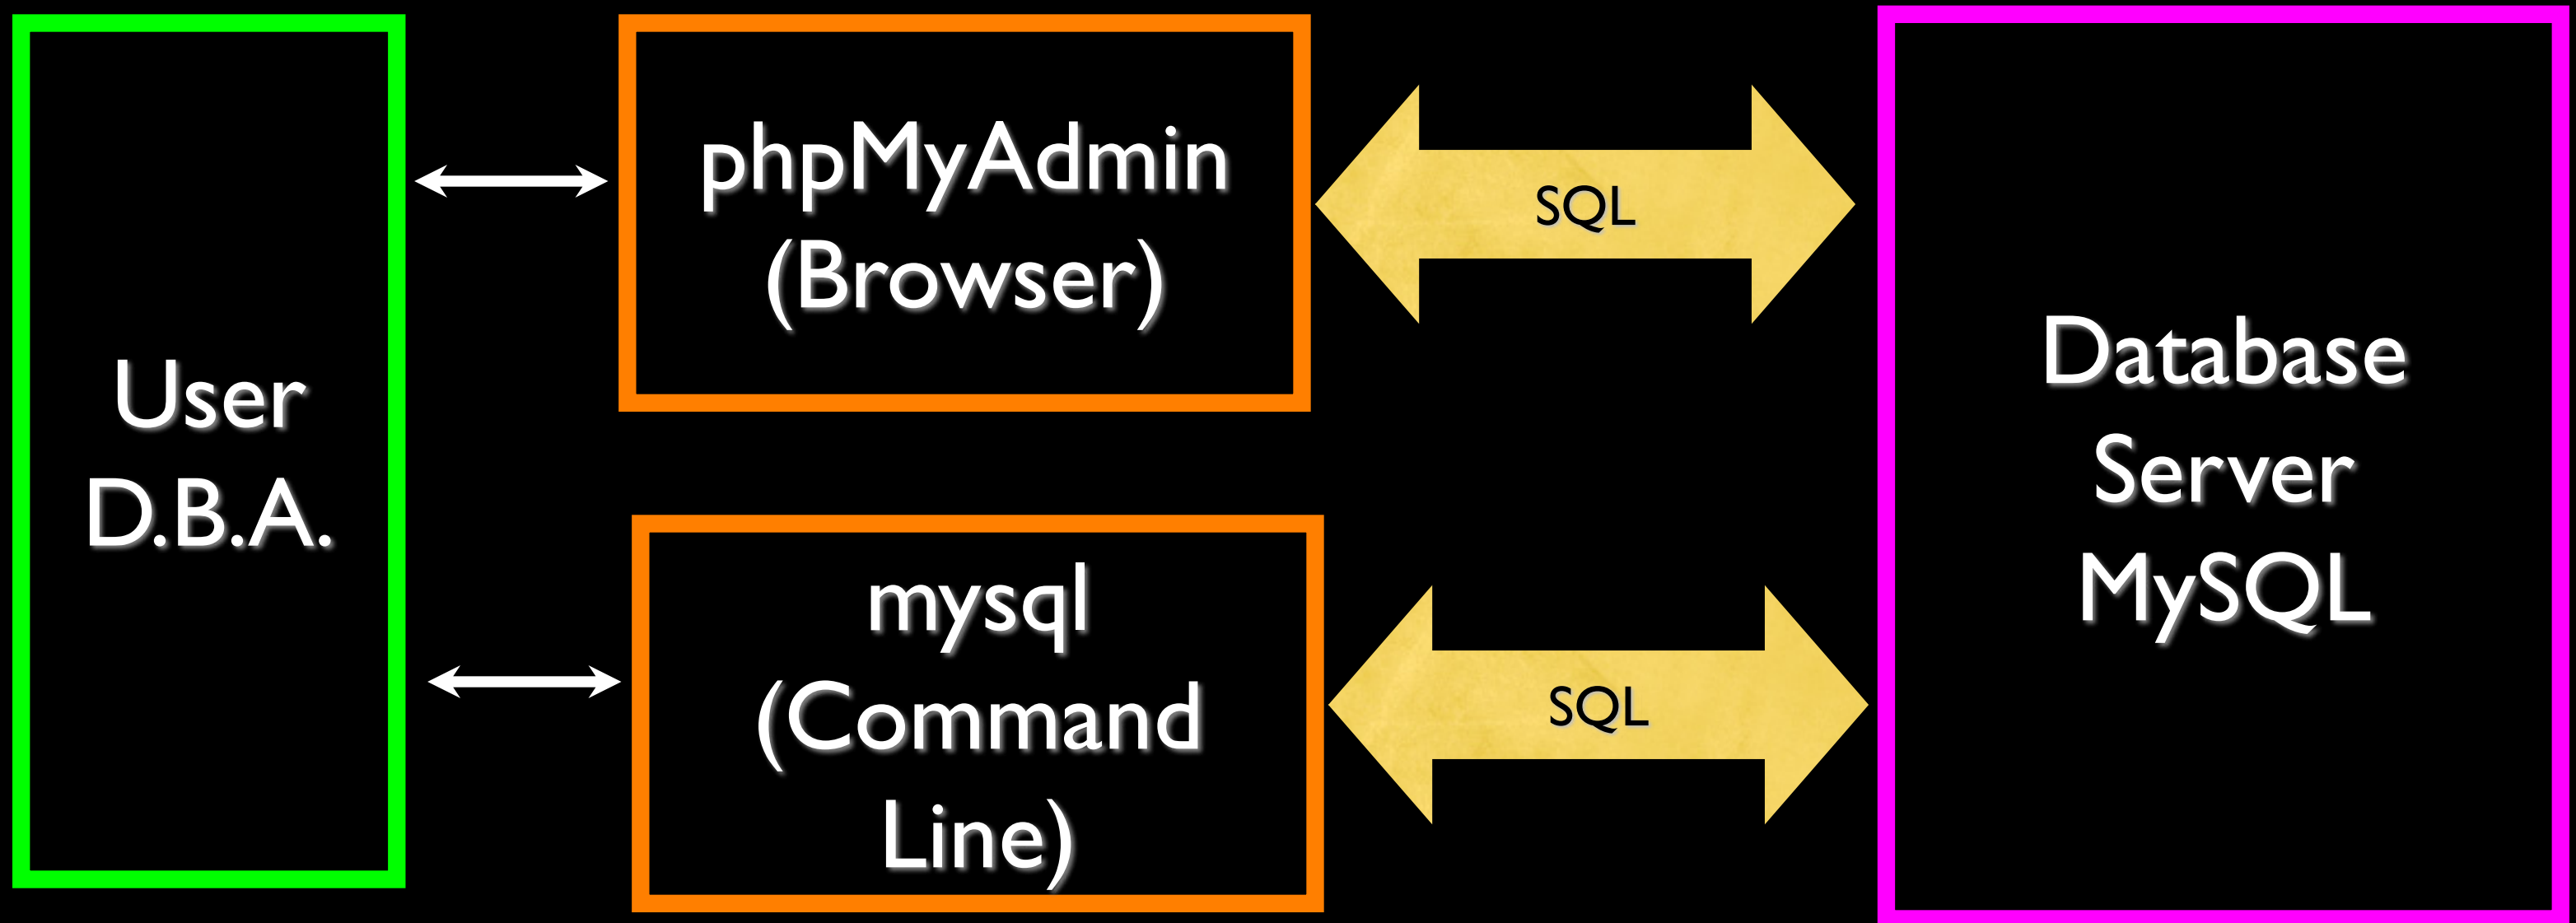 User
D.B.A.
phpMyAdmin
(Browser)
SQL
mysql
(Command
Line)
SQL
Database
Server
MySQL